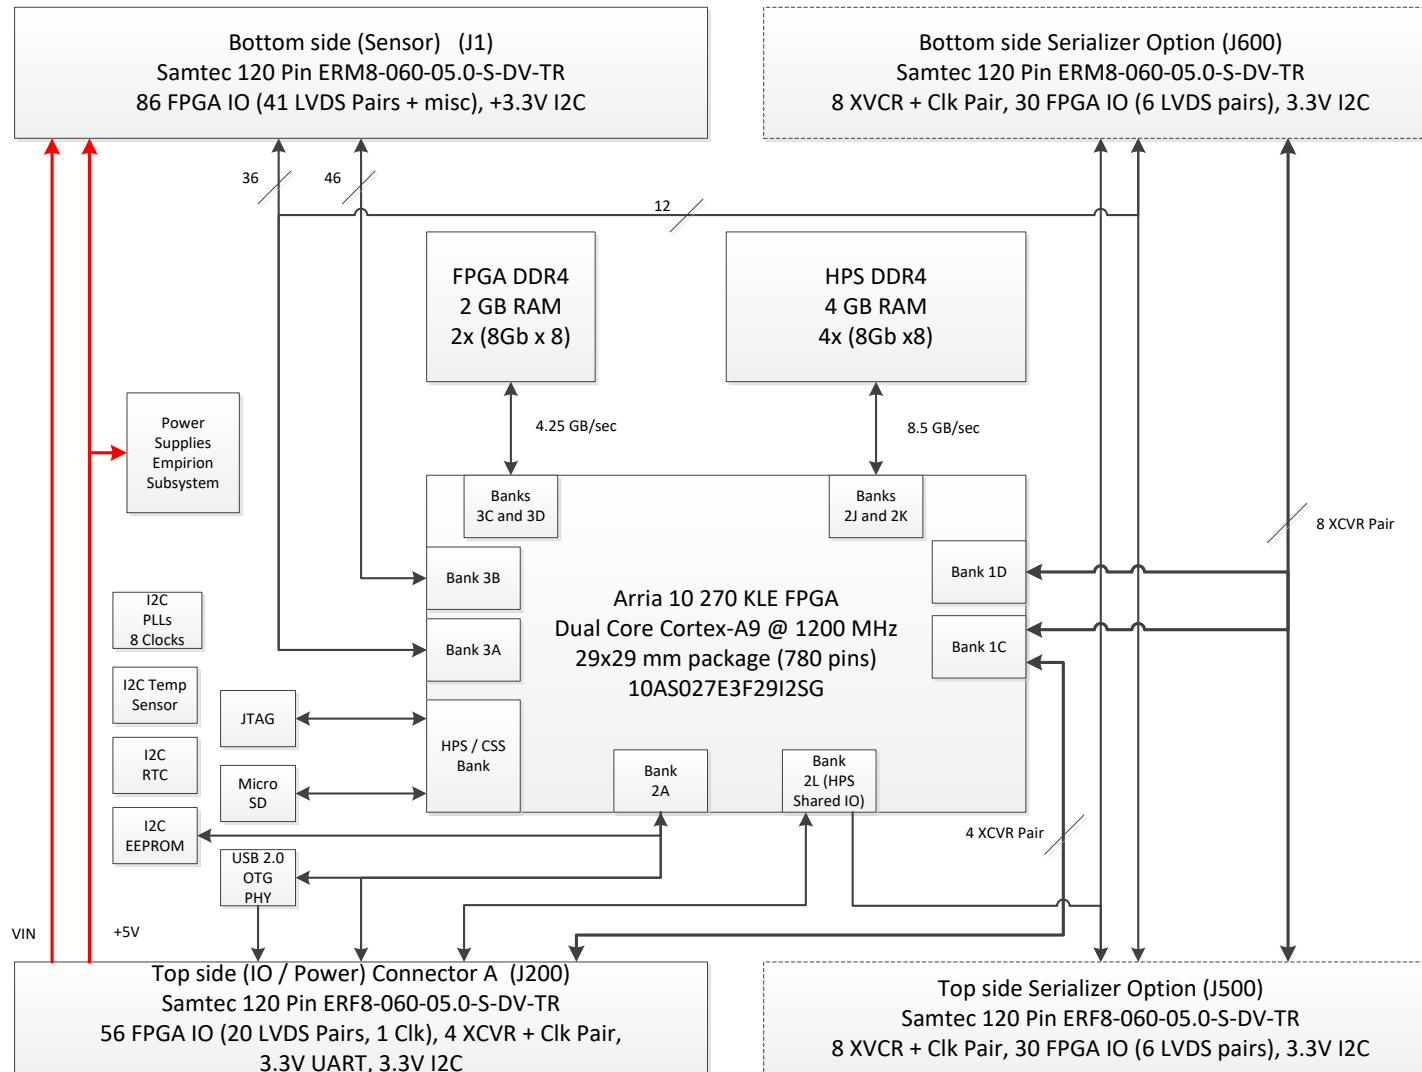 Bottom side (Sensor) (J1)
Samtec 120 Pin ERM8-060-05.0-S-DV-TR
86 FPGA IO (41 LVDS Pairs + misc), +3.3V I2C
Bottom side Serializer Option (J600)
Samtec 120 Pin ERM8-060-05.0-S-DV-TR
8 XVCR + Clk Pair, 30 FPGA IO (6 LVDS pairs), 3.3V I2C
36
46
12
FPGA DDR4
2 GB RAM
2x (8Gb x 8)
HPS DDR4
4 GB RAM
4x (8Gb x8)
4.25 GB/sec
8.5 GB/sec
Power
Supplies
Empirion
Subsystem
Banks
3C and 3D
Banks
2J and 2K
8 XCVR Pair
Bank 3B
Bank 1D
Arria 10 270 KLE FPGA
Dual Core Cortex-A9 @ 1200 MHz
29x29 mm package (780 pins)
10AS027E3F29I2SG
I2C
PLLs
8 Clocks
Bank 3A
Bank 1C
I2C Temp
Sensor
JTAG
HPS / CSS
Bank
I2C
RTC
Micro
SD
Bank
2A
Bank
2L (HPS
Shared IO)
I2C
EEPROM
4 XCVR Pair
USB 2.0
OTG
PHY
VIN
+5V
Top side (IO / Power) Connector A (J200)
Samtec 120 Pin ERF8-060-05.0-S-DV-TR
56 FPGA IO (20 LVDS Pairs, 1 Clk), 4 XCVR + Clk Pair,
3.3V UART, 3.3V I2C
Top side Serializer Option (J500)
Samtec 120 Pin ERF8-060-05.0-S-DV-TR
8 XVCR + Clk Pair, 30 FPGA IO (6 LVDS pairs), 3.3V I2C